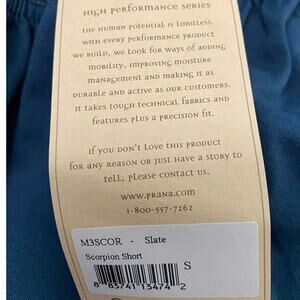 HIGH PERFORMANCE SERIES
THE HUMAN POTENTIAL IS LIMITLESS.
WITH EVERY PERFORMANCE PRODUCT
WE BUILD, WE LOOK FOR WAYS OF ADDING
MOBILITY, IMPROVING MOISTURE
MANAGEMENT AND MAKING IT AS
DURABLE AND ACTIVE AS OUR CUSTOMERS.
IT TAKES TOUGH TECHNICAL FABRICS AND
FEATURES PLUS A PRECISION FIT.
IF YOU DON'T LOVE THIS PRODUCT
FOR ANY REASON OR JUST HAVE A STORY TO
TELL, PLEASE CONTACT US.
WWW.PRANA.COM
1-800-557-7262
M3SCOR - Slate
Scorpion Short
S
8 83741 13474 2